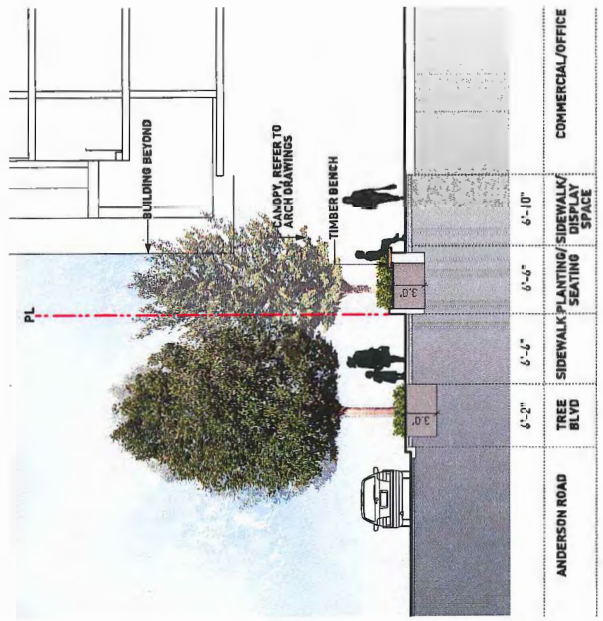 PL
BUILDING BEYOND
CANOPY, REFER TO
ARCH DRAWINGS
TIMBER BENCH
3.0'
3.0'
6'-2"
6'-6"
6'-6"
6'-10"
ANDERSON ROAD
TREE
BLVD
SIDEWALK
PLANTING/
SEATING
SIDEWALK/
DISPLAY
SPACE
COMMERCIAL/OFFICE